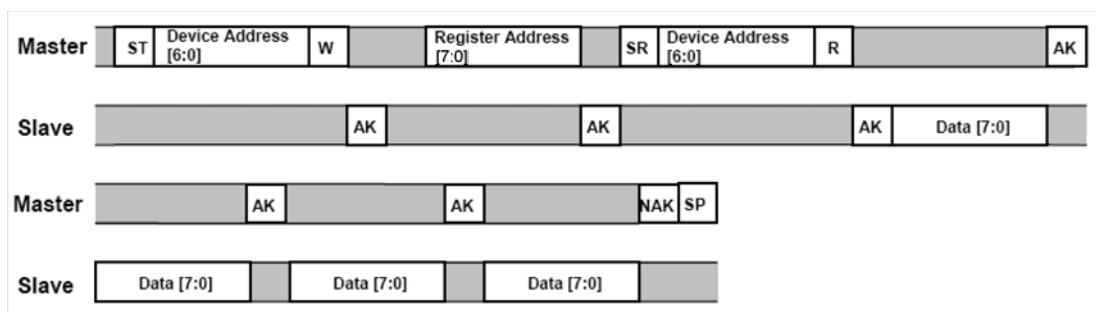 Master ST Device Address [6:0] W Register Address [7:0] SR Device Address [6:0] R AK
Slave AK AK AK Data [7:0]
Master AK AK NAK SP
Slave Data [7:0] Data [7:0] Data [7:0]